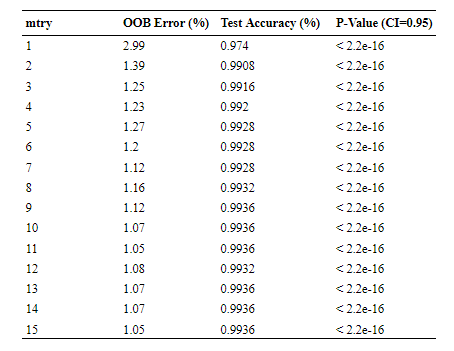 mtry OOB Error (%) Test Accuracy (%) P-Value (CI=0.95)
1 2.99 0.974 < 2.2e-16
2 1.39 0.9908 < 2.2e-16
3 1.25 0.9916 < 2.2e-16
4 1.23 0.992 < 2.2e-16
5 1.27 0.9928 < 2.2e-16
6 1.2 0.9928 < 2.2e-16
7 1.12 0.9928 < 2.2e-16
8 1.16 0.9932 < 2.2e-16
9 1.12 0.9936 < 2.2e-16
10 1.07 0.9936 < 2.2e-16
11 1.05 0.9936 < 2.2e-16
12 1.08 0.9932 < 2.2e-16
13 1.07 0.9936 < 2.2e-16
14 1.07 0.9936 < 2.2e-16
15 1.05 0.9936 < 2.2e-16